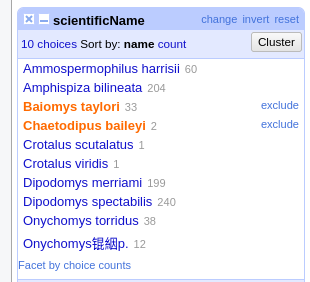 scientificName change invert reset
10 choices Sort by: name count Cluster
Ammospermophilus harrisii 60
Amphispiza bilineata 204
Baiomys taylori 33 exclude
Chaetodipus baileyi 2 exclude
Crotalus scutalatus 1
Crotalus viridis 1
Dipodomys merriami 199
Dipodomys spectabilis 240
Onychomys torridus 38
Onychomys锟絪p. 12
Facet by choice counts